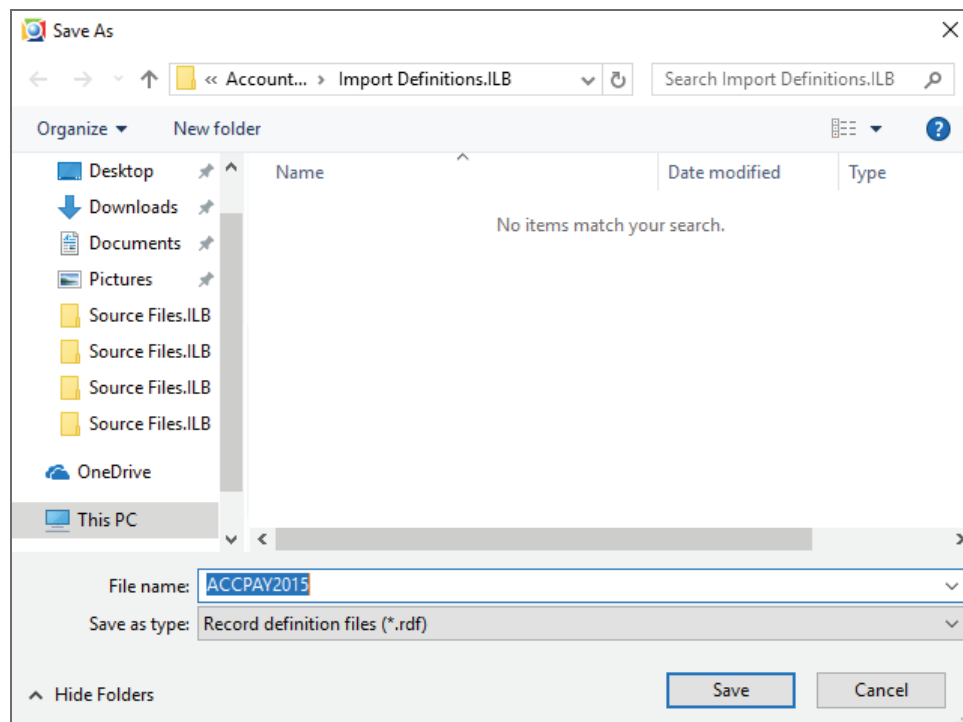 Save As
« Account... › Import Definitions.ILB
Search Import Definitions.ILB
Organize
New folder
?
Name
Date modified
Type
No items match your search.
Desktop
Downloads
Documents
Pictures
Source Files.ILB
Source Files.ILB
Source Files.ILB
Source Files.ILB
OneDrive
This PC
File name: ACCPAY2015
Save as type: Record definition files (*.rdf)
Hide Folders
Save
Cancel